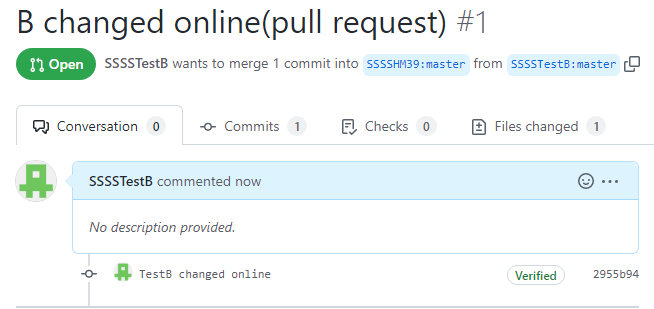 B changed online(pull request) #1
Open SSSSTestB wants to merge 1 commit into SSSSHM39:master from SSSSTestB:master
Conversation 0 Commits 1 Checks 0 Files changed 1
SSSSTestB commented now
No description provided.
TestB changed online Verified 2955b94